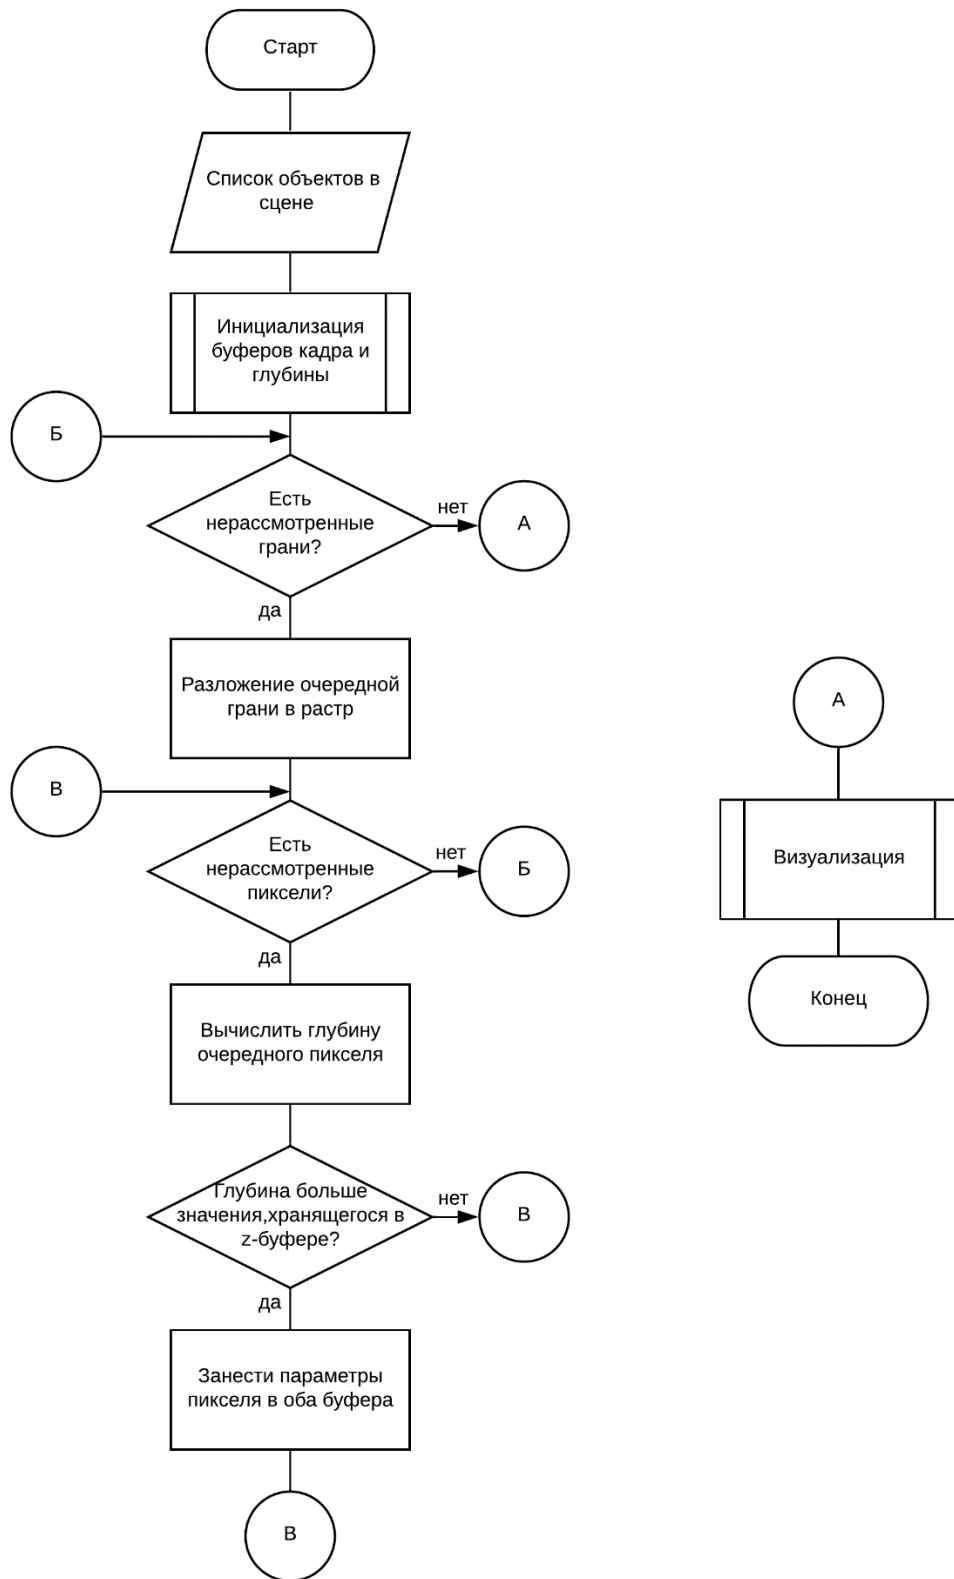 Старт
Список объектов в
сцене
Инициализация
буферов кадра и
глубины
Б
Есть
нерассмотренные
грани?
нет
А
да
Разложение очередной
грани в растр
В
Есть
нерассмотренные
пиксели?
нет
Б
да
Вычислить глубину
очередного пикселя
Глубина больше
значения,хранящегося в
z-буфере?
нет
В
да
Занести параметры
пикселя в оба буфера
В
А
Визуализация
Конец